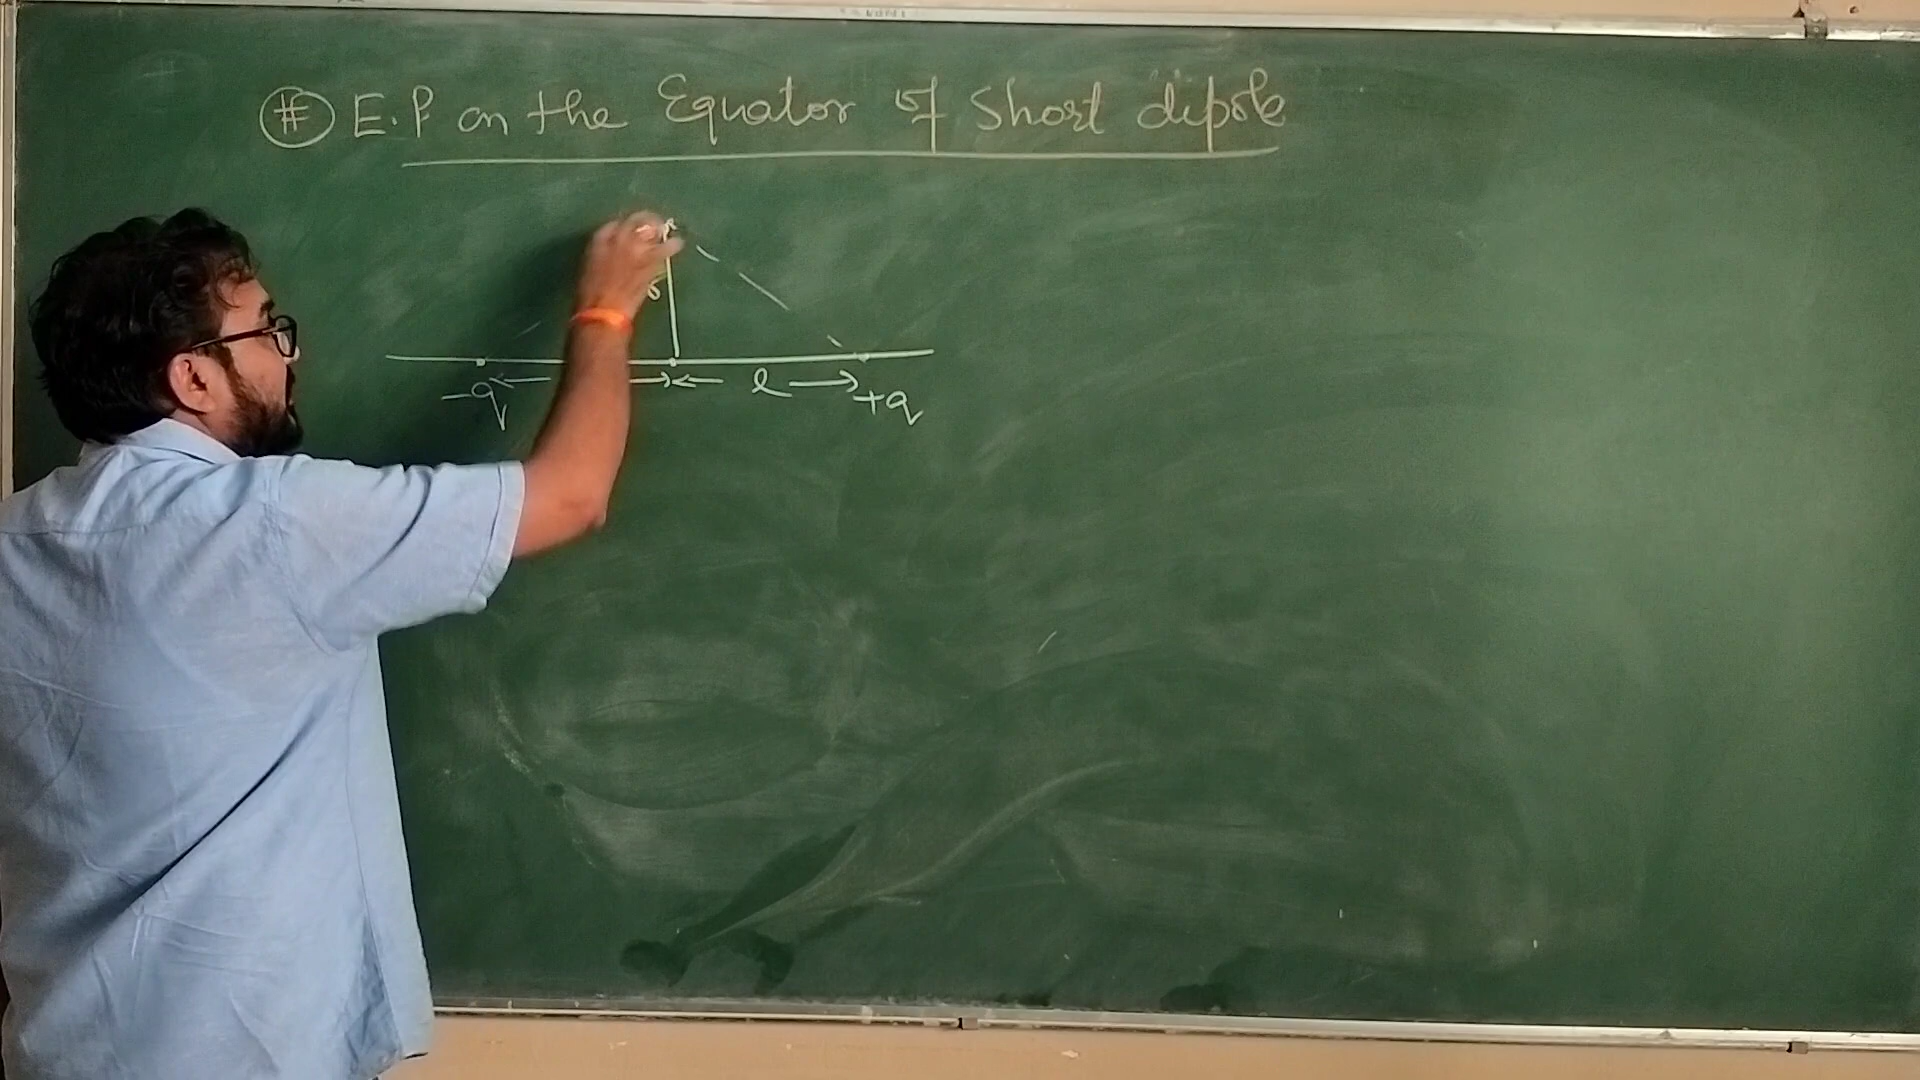 # E.P on the Equator of Short dipole
r
l
-q
+q